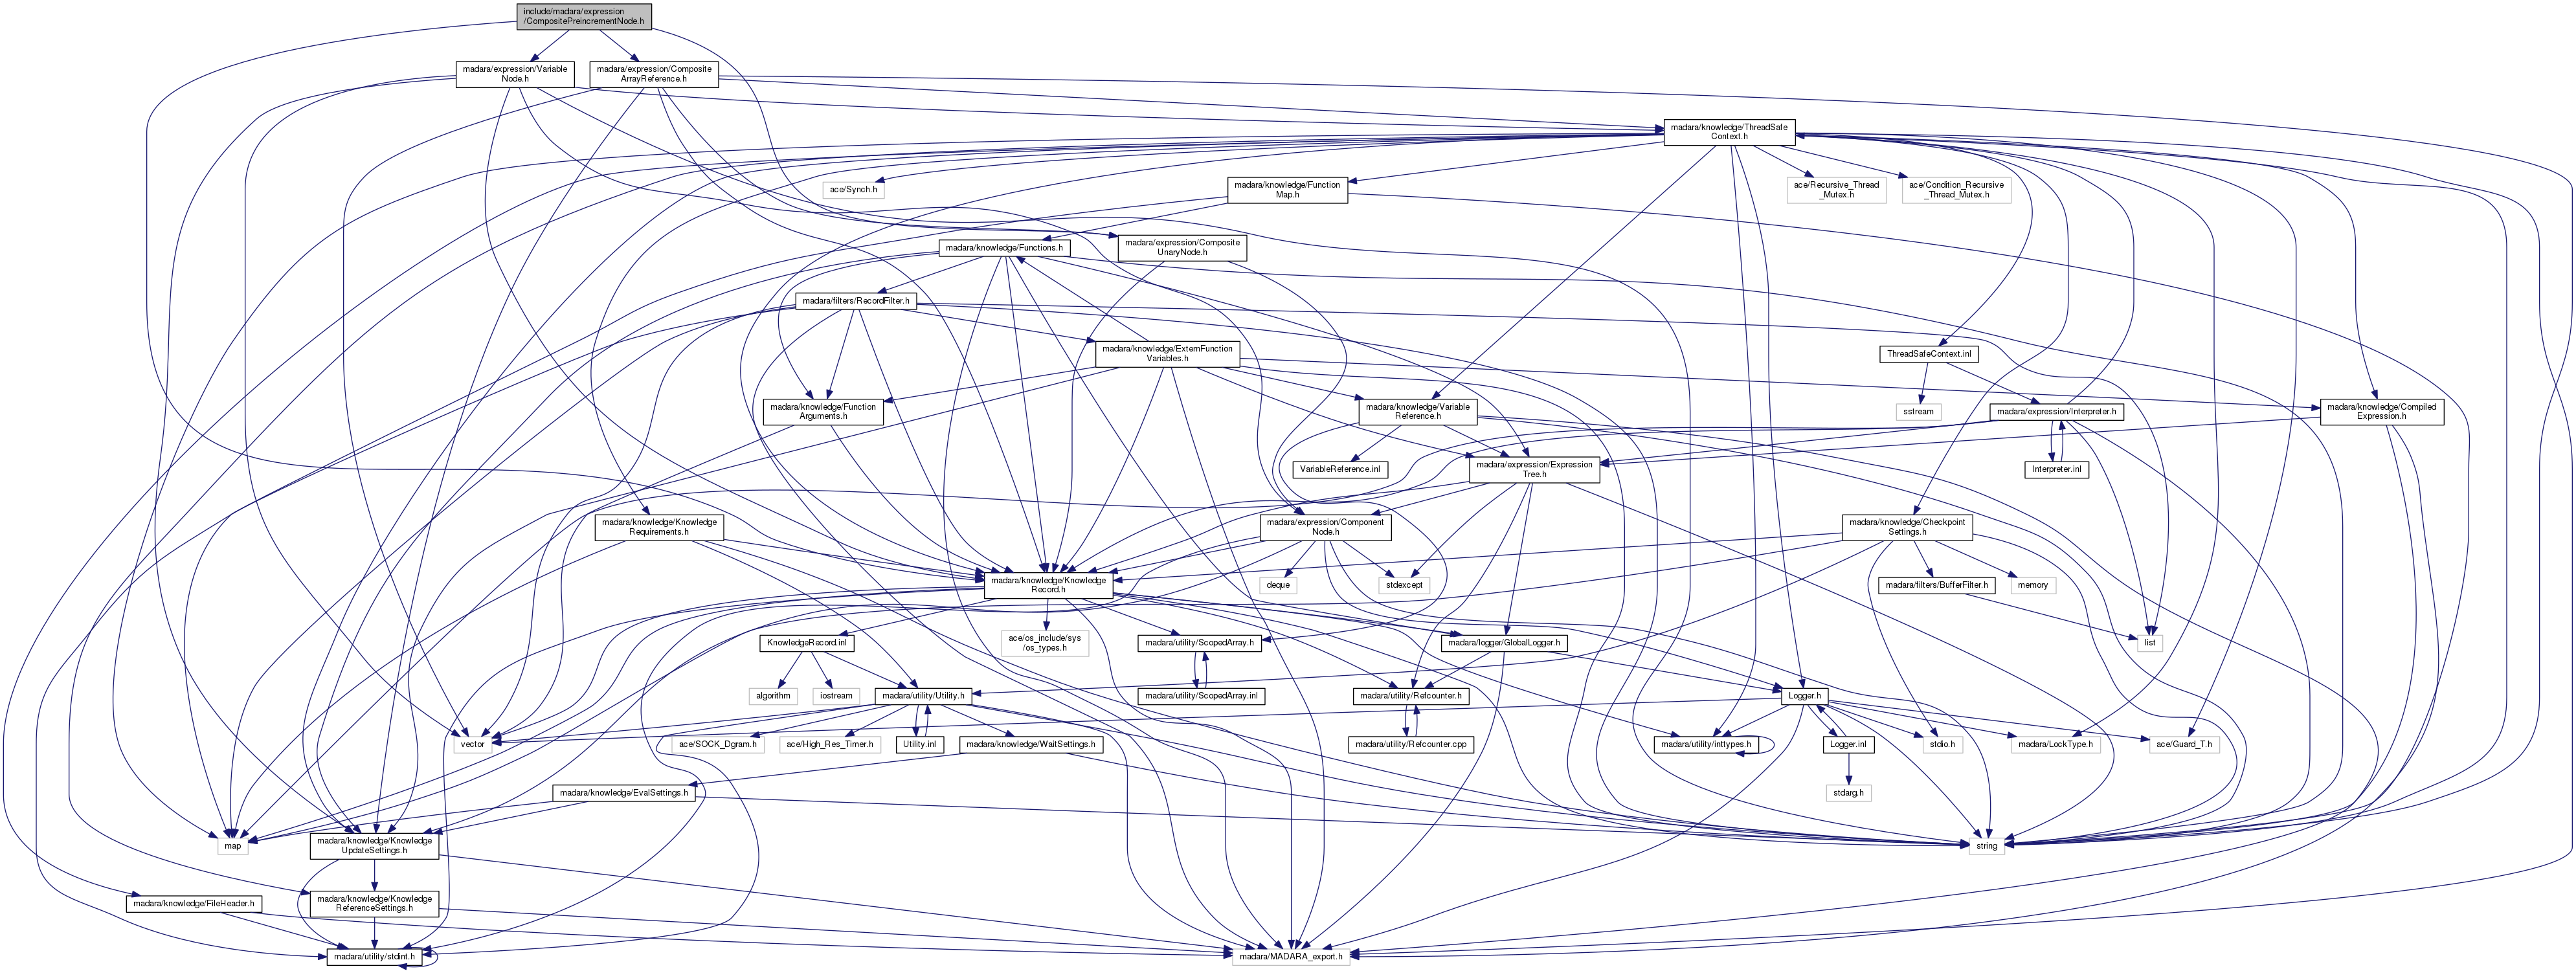 include/madara/expression
/CompositePreincrementNode.h
madara/expression/Variable
Node.h
madara/expression/Composite
ArrayReference.h
madara/knowledge/ThreadSafe
Context.h
ace/Synch.h
madara/knowledge/Function
Map.h
ace/Recursive_Thread
_Mutex.h
ace/Condition_Recursive
_Thread_Mutex.h
madara/knowledge/Functions.h
madara/expression/Composite
UnaryNode.h
madara/filters/RecordFilter.h
madara/knowledge/ExternFunction
Variables.h
ThreadSafeContext.inl
madara/knowledge/Function
Arguments.h
madara/knowledge/Variable
Reference.h
sstream
madara/expression/Interpreter.h
madara/knowledge/Compiled
Expression.h
VariableReference.inl
madara/expression/Expression
Tree.h
Interpreter.inl
madara/knowledge/Knowledge
Requirements.h
madara/expression/Component
Node.h
madara/knowledge/Checkpoint
Settings.h
madara/knowledge/Knowledge
Record.h
deque
stdexcept
madara/filters/BufferFilter.h
memory
KnowledgeRecord.inl
ace/os_include/sys
/os_types.h
madara/utility/ScopedArray.h
madara/logger/GlobalLogger.h
list
algorithm
iostream
madara/utility/Utility.h
madara/utility/ScopedArray.inl
madara/utility/Refcounter.h
Logger.h
vector
ace/SOCK_Dgram.h
ace/High_Res_Timer.h
Utility.inl
madara/knowledge/WaitSettings.h
madara/utility/Refcounter.cpp
madara/utility/inttypes.h
Logger.inl
stdio.h
madara/LockType.h
ace/Guard_T.h
madara/knowledge/EvalSettings.h
stdarg.h
map
madara/knowledge/Knowledge
UpdateSettings.h
string
madara/knowledge/FileHeader.h
madara/knowledge/Knowledge
ReferenceSettings.h
madara/utility/stdint.h
madara/MADARA_export.h